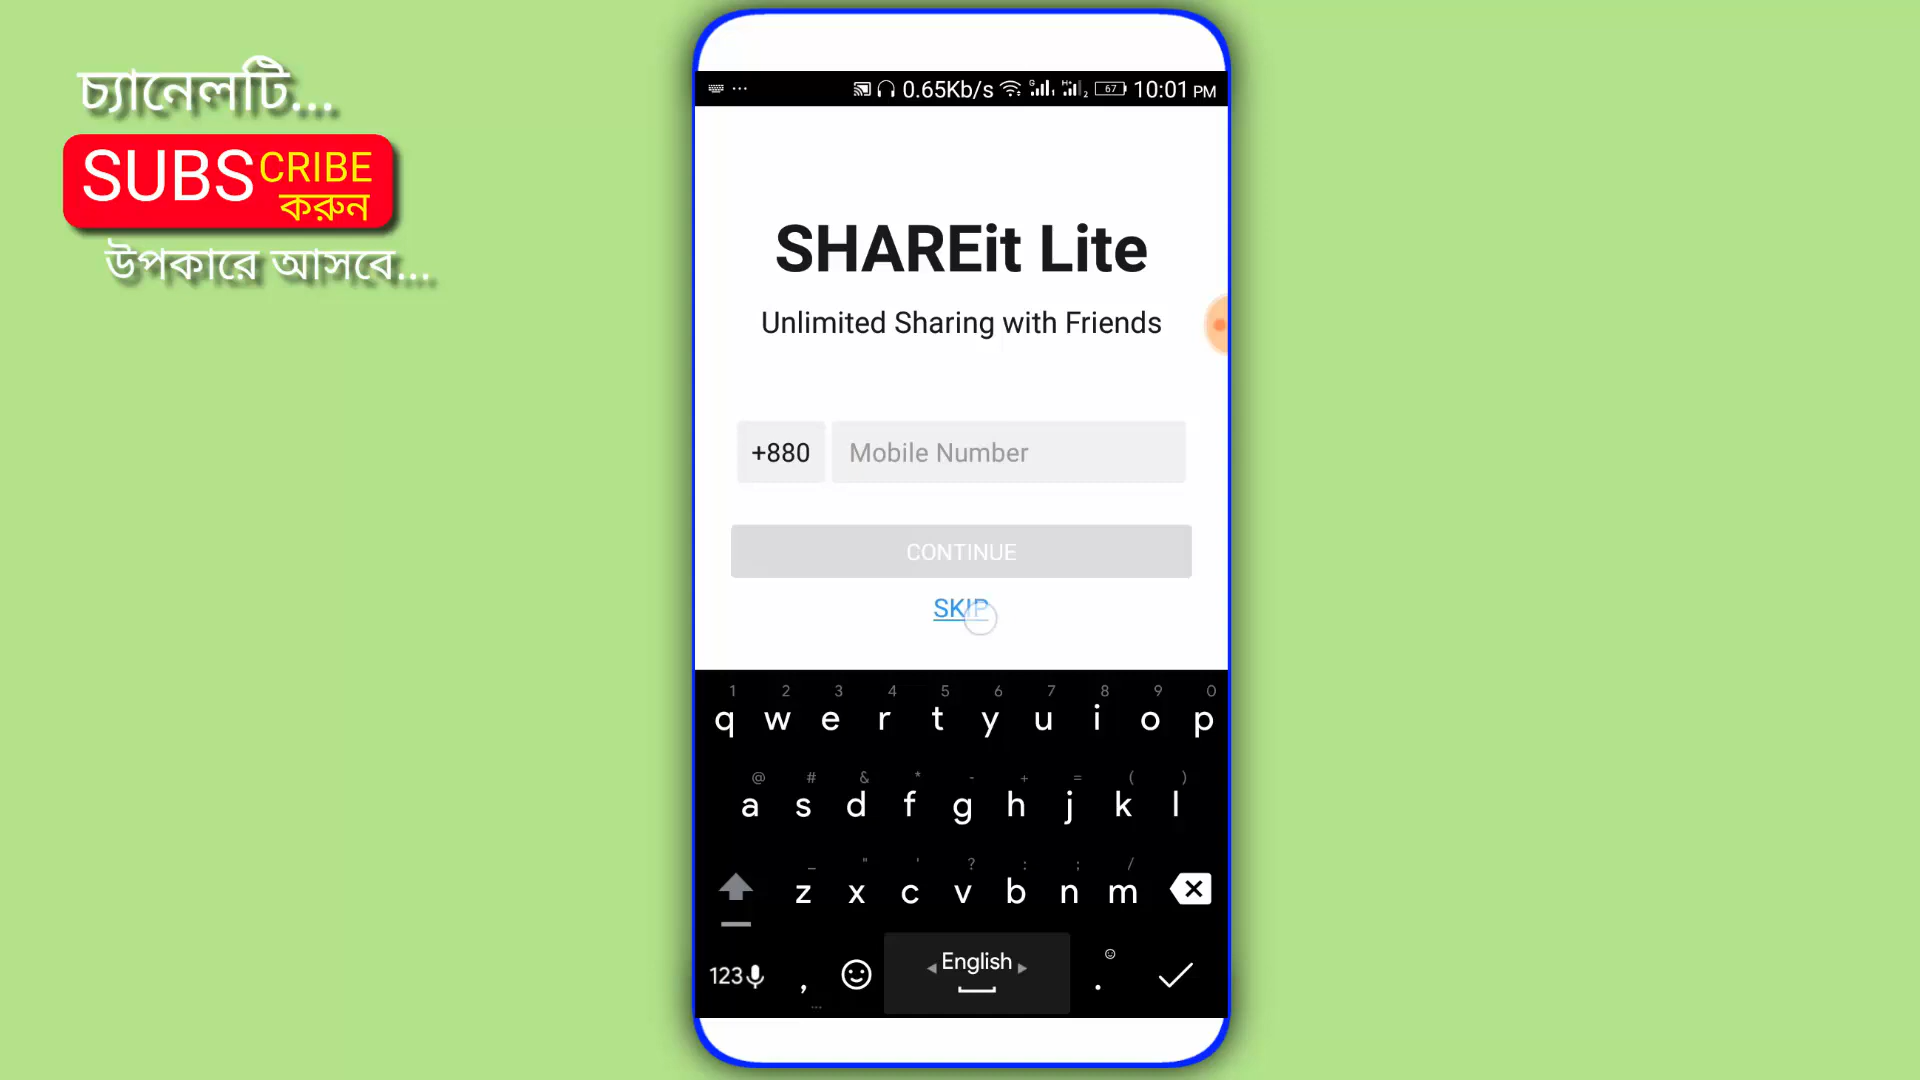 চ্যানেলটি...
SUBSCRIBE
করুন
উপকারে আসবে...
0.65Kb/s 67 10:01 PM
SHAREit Lite
Unlimited Sharing with Friends
+880 Mobile Number
CONTINUE
SKIP
1 2 3 4 5 6 7 8 9 0
q w e r t y u i o p
@ # & * - + = ( )
a s d f g h j k l
_ " ' ? : ; /
z x c v b n m
123 , English .